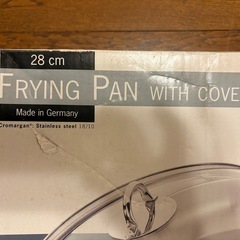 28 cm
FRYING PAN WITH COVE
Made in Germany
Cromargan®: Stainless steel 18/10